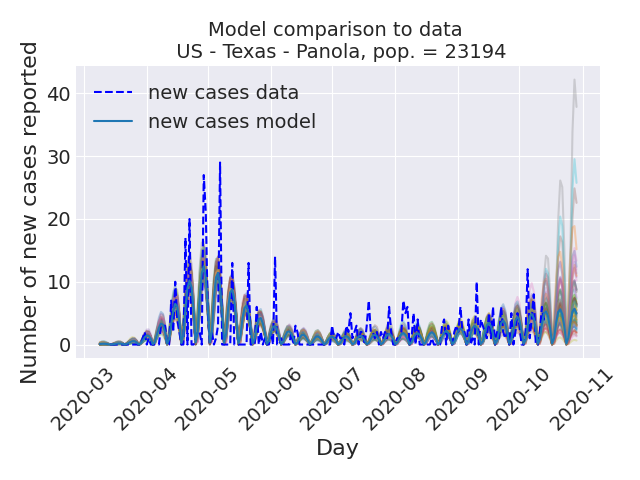 Model comparison to data
US - Texas - Panola, pop. = 23194
Number of new cases reported
40
30
20
10
0
new cases data
new cases model
2020-03
2020-04
2020-05
2020-06
2020-07
2020-08
2020-09
2020-10
2020-11
Day